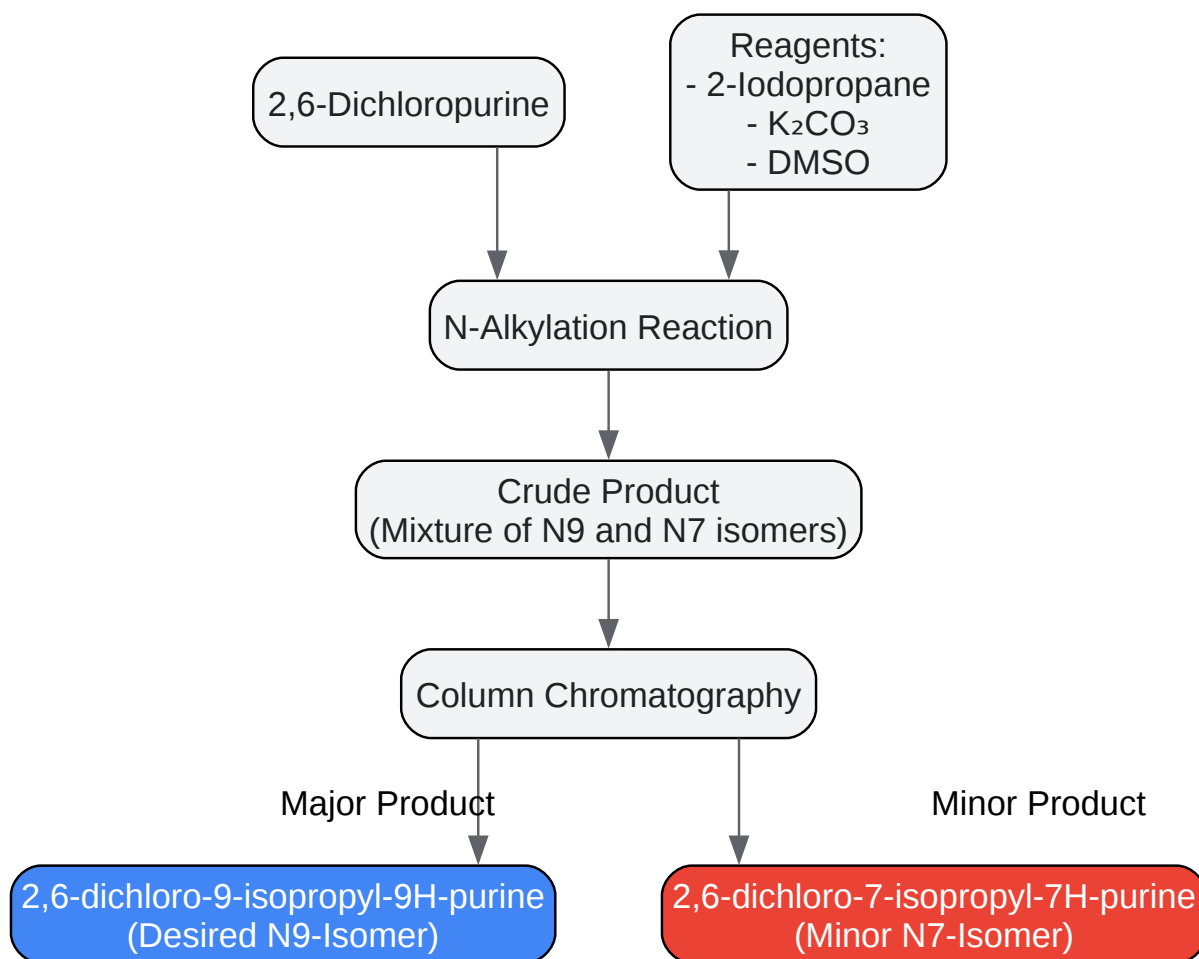 2,6-Dichloropurine
Reagents:
- 2-Iodopropane
- K₂CO₃
- DMSO
N-Alkylation Reaction
Crude Product
(Mixture of N9 and N7 isomers)
Column Chromatography
Major Product
Minor Product
2,6-dichloro-9-isopropyl-9H-purine
(Desired N9-Isomer)
2,6-dichloro-7-isopropyl-7H-purine
(Minor N7-Isomer)